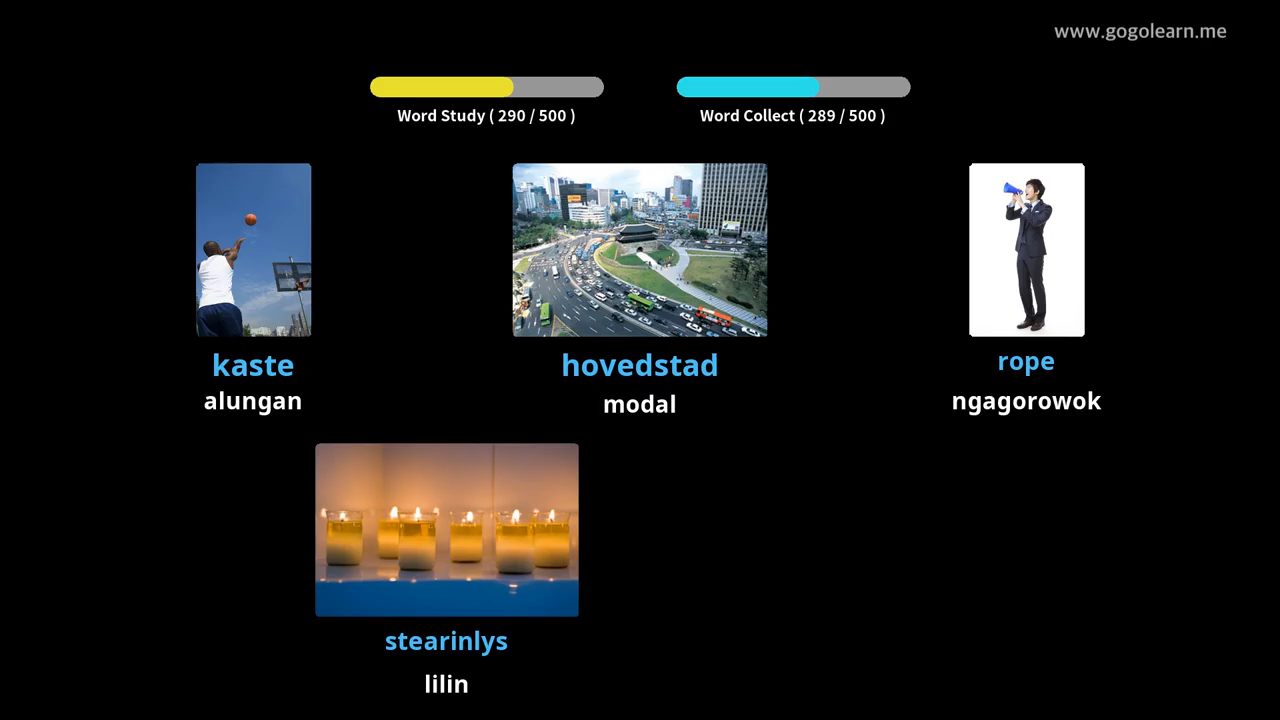 www.gogolearn.me
Word Study ( 290 / 500 )
Word Collect ( 289 / 500 )
kaste
alungan
hovedstad
modal
rope
ngagorowok
stearinlys
lilin